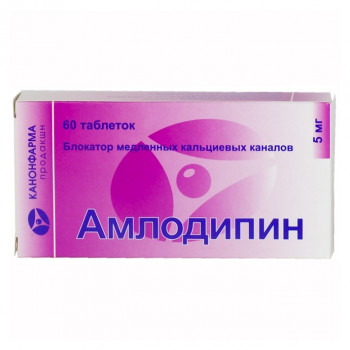 КАНОНФАРМА
продакшн
60 таблеток
Блокатор медленных кальциевых каналов
5 мг
Амлодипин